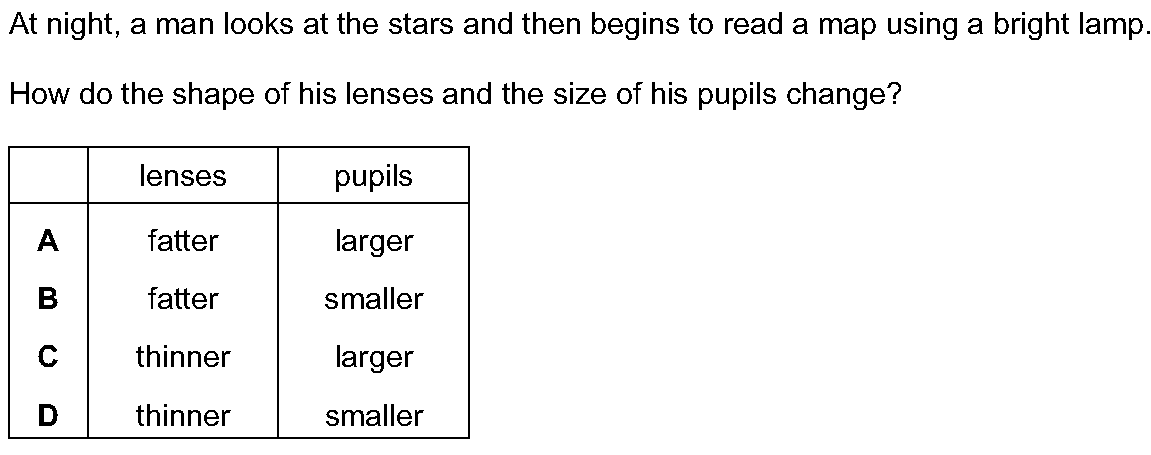 At night, a man looks at the stars and then begins to read a map using a bright lamp.
How do the shape of his lenses and the size of his pupils change?
lenses pupils
A fatter larger
B fatter smaller
C thinner larger
D thinner smaller